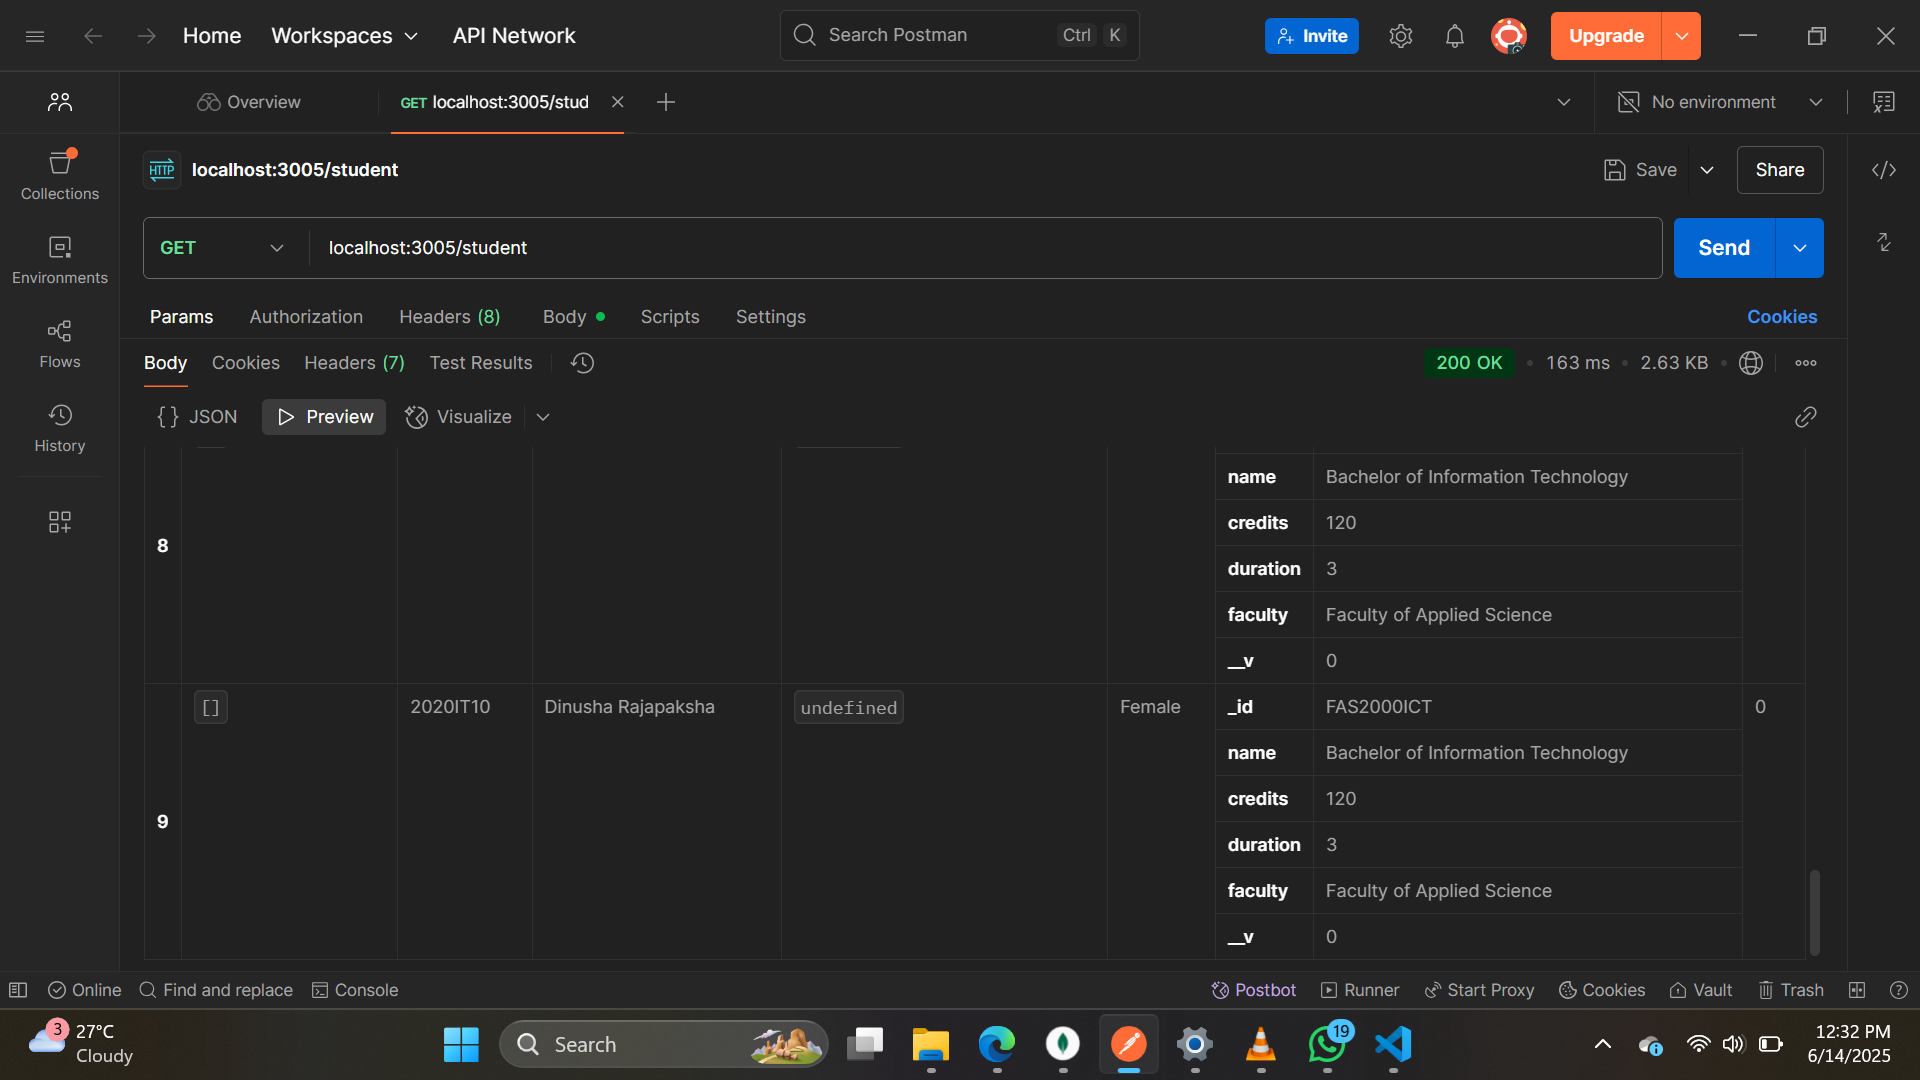 Home Workspaces API Network Search Postman Ctrl K Invite Upgrade
Overview GET localhost:3005/stud No environment
HTTP localhost:3005/student Save Share
Collections
GET localhost:3005/student Send
Environments
Params Authorization Headers (8) Body Scripts Settings Cookies
Flows
Body Cookies Headers (7) Test Results 200 OK 163 ms 2.63 KB
{} JSON Preview Visualize
History
name Bachelor of Information Technology
credits 120
8
duration 3
faculty Faculty of Applied Science
__v 0
[] 2020IT10 Dinusha Rajapaksha undefined Female _id FAS2000ICT 0
name Bachelor of Information Technology
credits 120
9
duration 3
faculty Faculty of Applied Science
__v 0
Online Find and replace Console Postbot Runner Start Proxy Cookies Vault Trash
3 27°C
Cloudy
Search
19
12:32 PM
6/14/2025